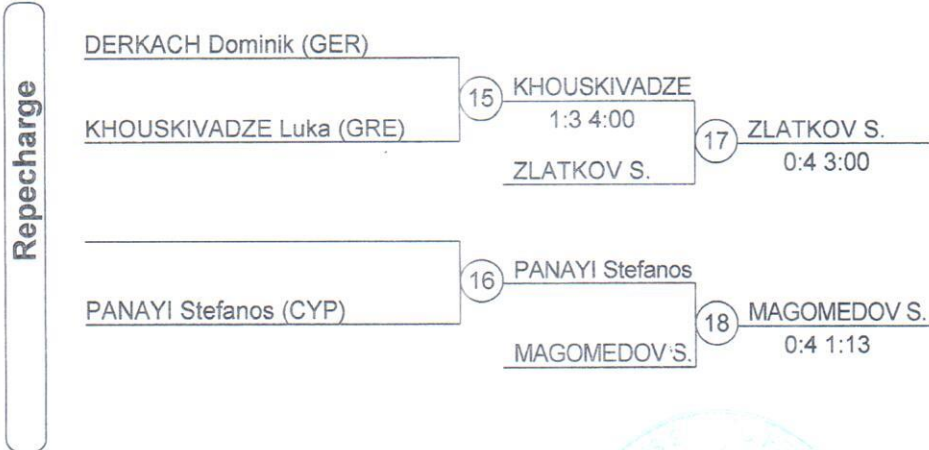 Repechage
DERKACH Dominik (GER)
KHOUSKIVADZE Luka (GRE)
15
KHOUSKIVADZE
1:3 4:00
ZLATKOV S.
17
ZLATKOV S.
0:4 3:00
PANAYI Stefanos (CYP)
16
PANAYI Stefanos
MAGOMEDOV S.
18
MAGOMEDOV S.
0:4 1:13